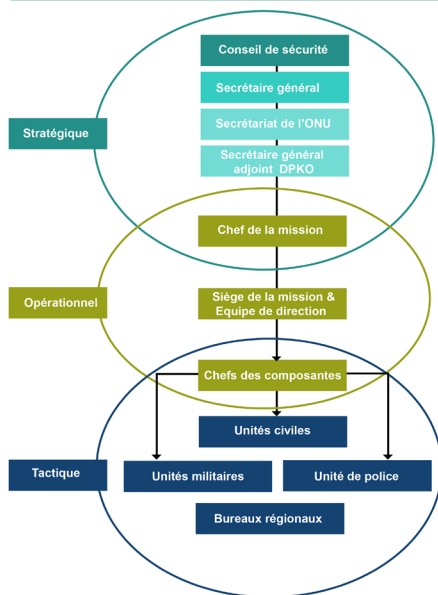 Conseil de sécurité
Secrétaire général
Stratégique
Secrétariat de l'ONU
Secrétaire général
adjoint DPKO
Chef de la mission
Opérationnel
Siège de la mission &
Equipe de direction
Chefs des composantes
Unités civiles
Tactique
Unités militaires
Unité de police
Bureaux régionaux